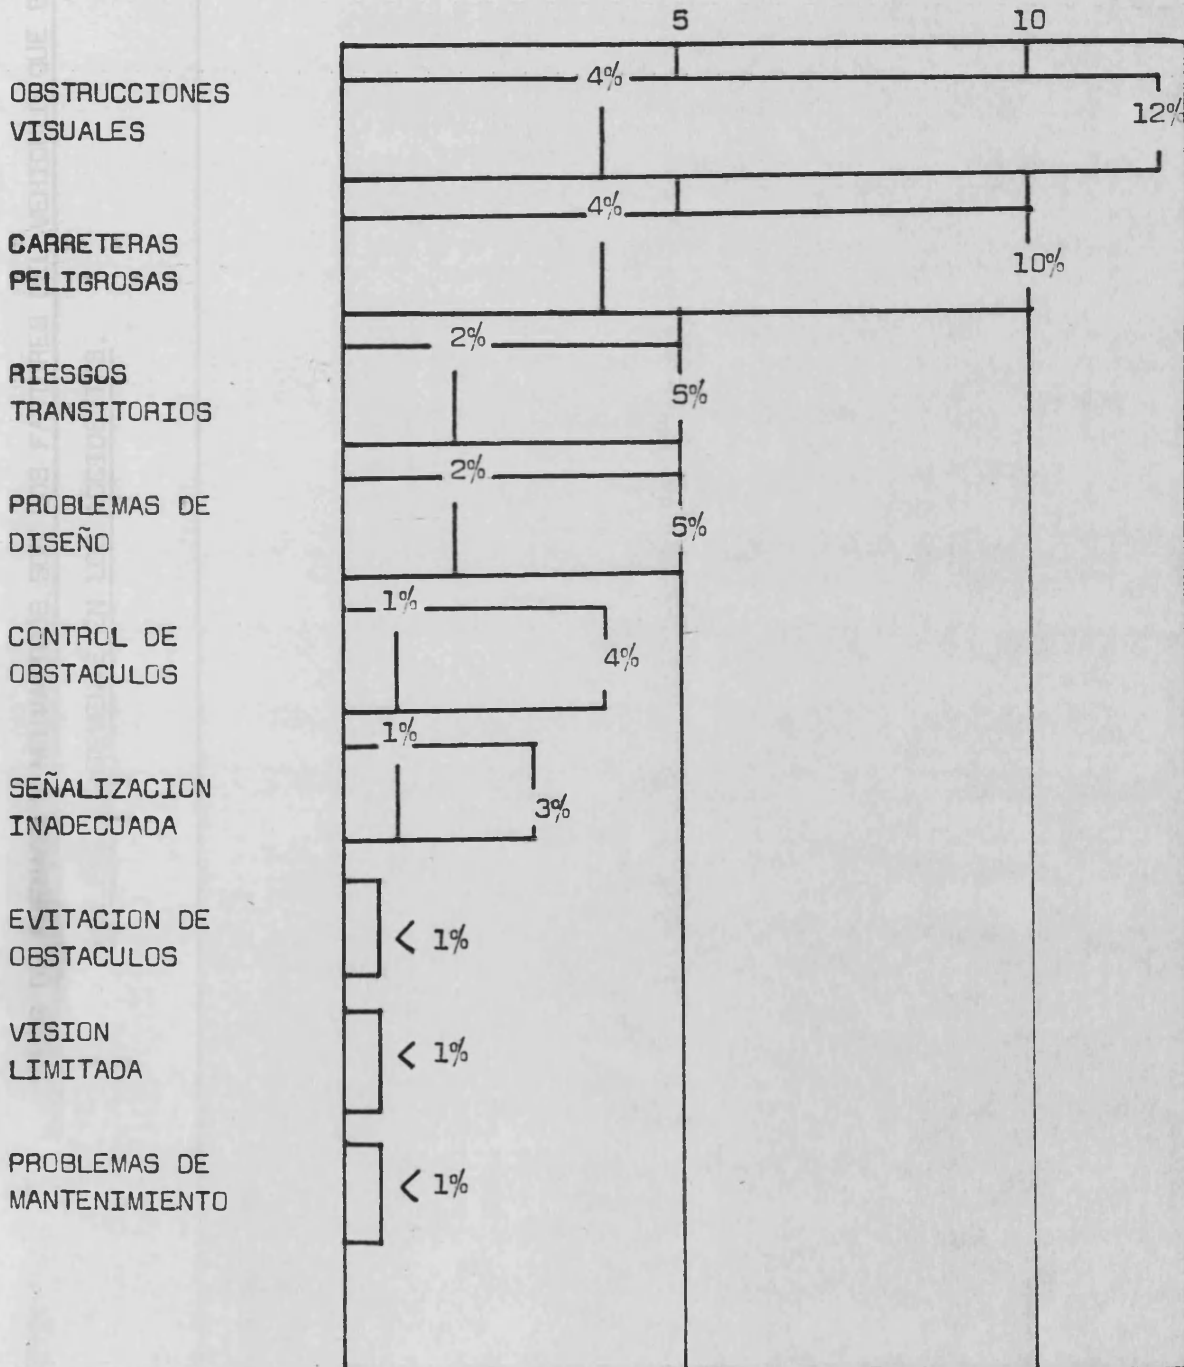 5 10
OBSTRUCCIONES
VISUALES
4%
12%
CARRETERAS
PELIGROSAS
4%
10%
RIESGOS
TRANSITORIOS
2%
5%
PROBLEMAS DE
DISEÑO
2%
5%
CONTROL DE
OBSTACULOS
1%
4%
SEÑALIZACION
INADECUADA
1%
3%
EVITACION DE
OBSTACULOS
< 1%
VISION
LIMITADA
< 1%
PROBLEMAS DE
MANTENIMIENTO
< 1%